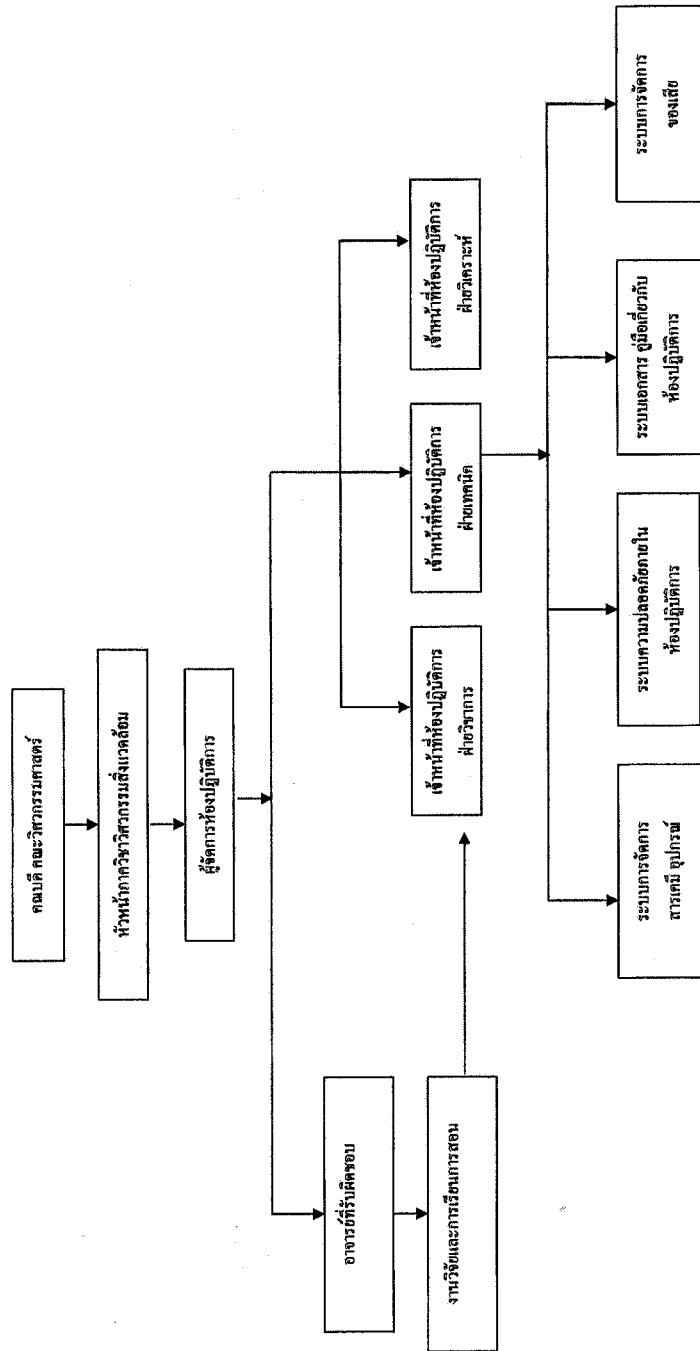 คณบดี คณะวิศวกรรมศาสตร์
หัวหน้าภาควิชาวิศวกรรมสิ่งแวดล้อม
ผู้จัดการห้องปฏิบัติการ
อาจารย์ที่รับผิดชอบ
งานวิจัยและการเรียนการสอน
เจ้าหน้าที่ห้องปฏิบัติการ
ฝ่ายวิชาการ
เจ้าหน้าที่ห้องปฏิบัติการ
ฝ่ายเทคนิค
เจ้าหน้าที่ห้องปฏิบัติการ
ฝ่ายวิเคราะห์
ระบบการจัดการ
สารเคมี อุปกรณ์
ระบบความปลอดภัยภายใน
ห้องปฏิบัติการ
ระบบเอกสาร คู่มือเกี่ยวกับ
ห้องปฏิบัติการ
ระบบการจัดการ
ของเสีย